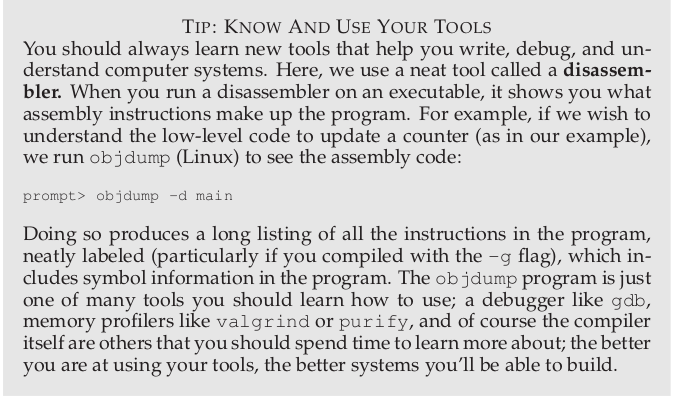 TIP: KNOW AND USE YOUR TOOLS
You should always learn new tools that help you write, debug, and un-
derstand computer systems. Here, we use a neat tool called a disassem-
bler. When you run a disassembler on an executable, it shows you what
assembly instructions make up the program. For example, if we wish to
understand the low-level code to update a counter (as in our example),
we run objdump (Linux) to see the assembly code:
prompt> objdump -d main
Doing so produces a long listing of all the instructions in the program,
neatly labeled (particularly if you compiled with the -g flag), which in-
cludes symbol information in the program. The objdump program is just
one of many tools you should learn how to use; a debugger like gdb,
memory profilers like valgrind or purify, and of course the compiler
itself are others that you should spend time to learn more about; the better
you are at using your tools, the better systems you'll be able to build.